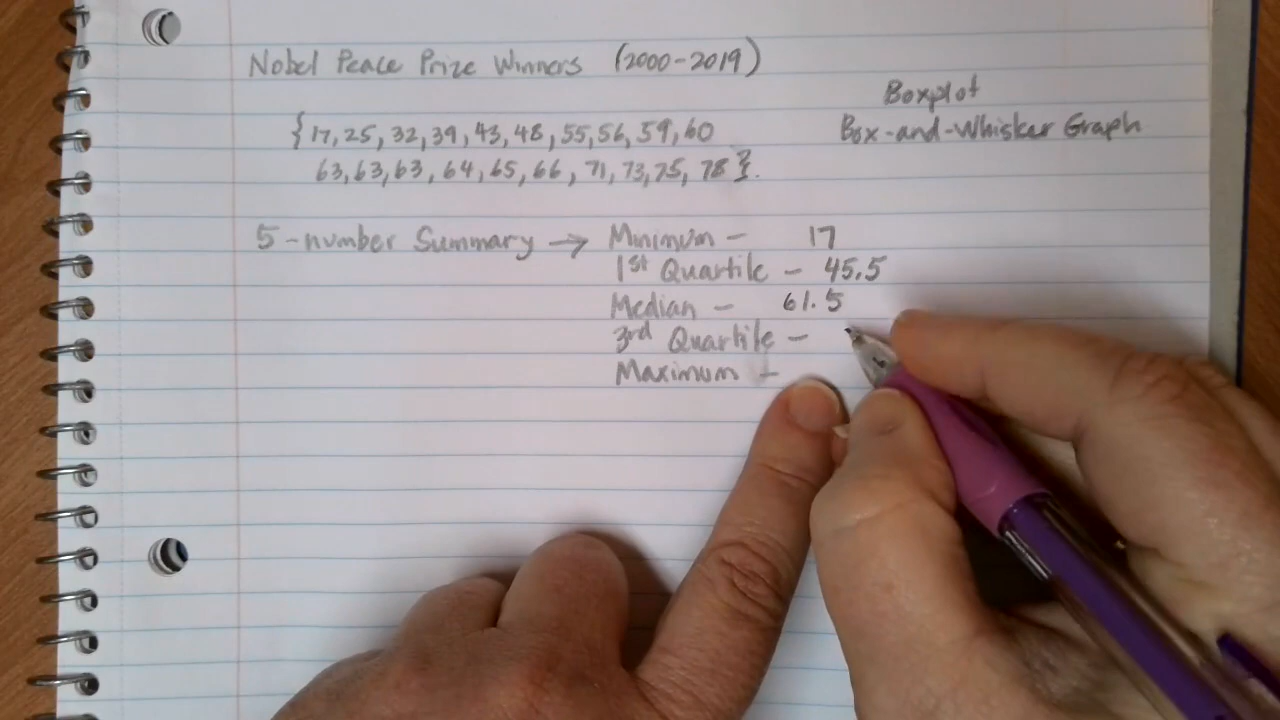 Nobel Peace Prize Winners (2000-2019)
Boxplot
Box-and-Whisker Graph
{17, 25, 32, 39, 43, 48, 55, 56, 59, 60
63, 63, 63, 64, 65, 66, 71, 73, 75, 78}.
5-number Summary → Minimum - 17
1st Quartile - 45.5
Median - 61.5
3rd Quartile -
Maximum -